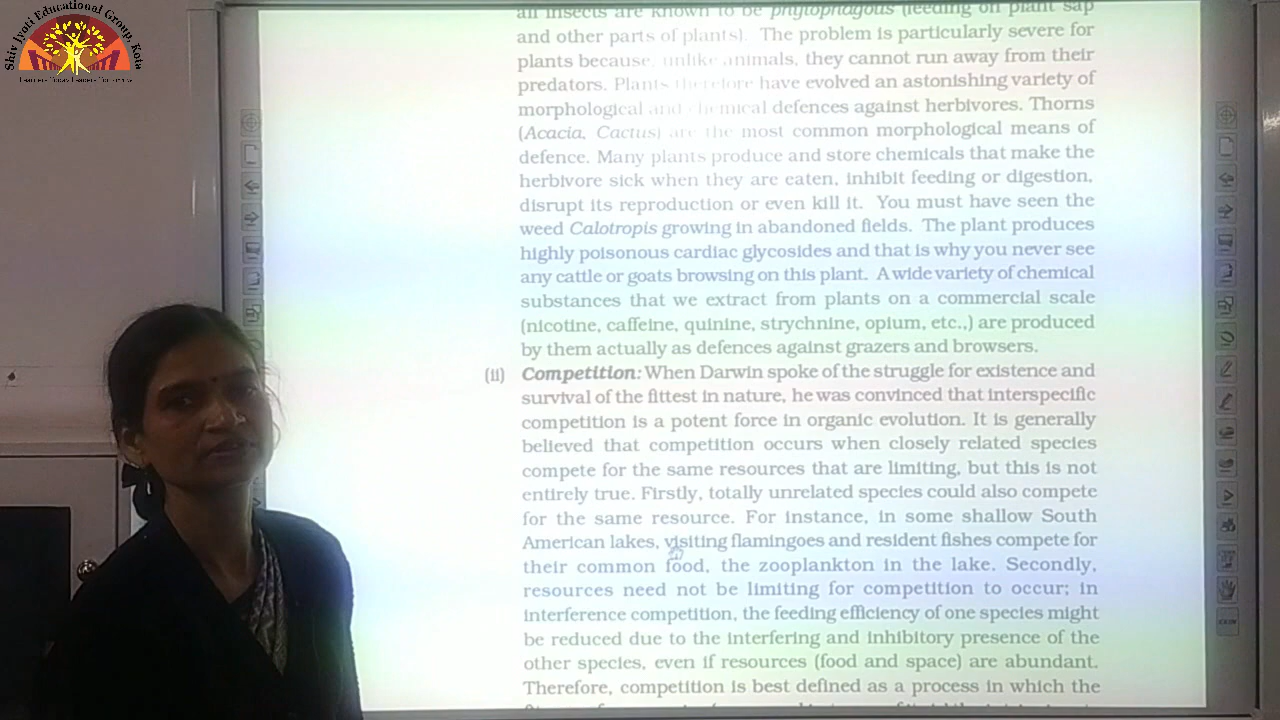 Shiv Jyoti Educational Group, Kota
all insects are known to be phytophagous (feeding on plant sap
and other parts of plants). The problem is particularly severe for
plants because, unlike animals, they cannot run away from their
predators. Plants therefore have evolved an astonishing variety of
morphological and chemical defences against herbivores. Thorns
(Acacia, Cactus) are the most common morphological means of
defence. Many plants produce and store chemicals that make the
herbivore sick when they are eaten, inhibit feeding or digestion,
disrupt its reproduction or even kill it. You must have seen the
weed Calotropis growing in abandoned fields. The plant produces
highly poisonous cardiac glycosides and that is why you never see
any cattle or goats browsing on this plant. A wide variety of chemical
substances that we extract from plants on a commercial scale
(nicotine, caffeine, quinine, strychnine, opium, etc.,) are produced
by them actually as defences against grazers and browsers.
(ii) Competition: When Darwin spoke of the struggle for existence and
survival of the fittest in nature, he was convinced that interspecific
competition is a potent force in organic evolution. It is generally
believed that competition occurs when closely related species
compete for the same resources that are limiting, but this is not
entirely true. Firstly, totally unrelated species could also compete
for the same resource. For instance, in some shallow South
American lakes, visiting flamingoes and resident fishes compete for
their common food, the zooplankton in the lake. Secondly,
resources need not be limiting for competition to occur; in
interference competition, the feeding efficiency of one species might
be reduced due to the interfering and inhibitory presence of the
other species, even if resources (food and space) are abundant.
Therefore, competition is best defined as a process in which the